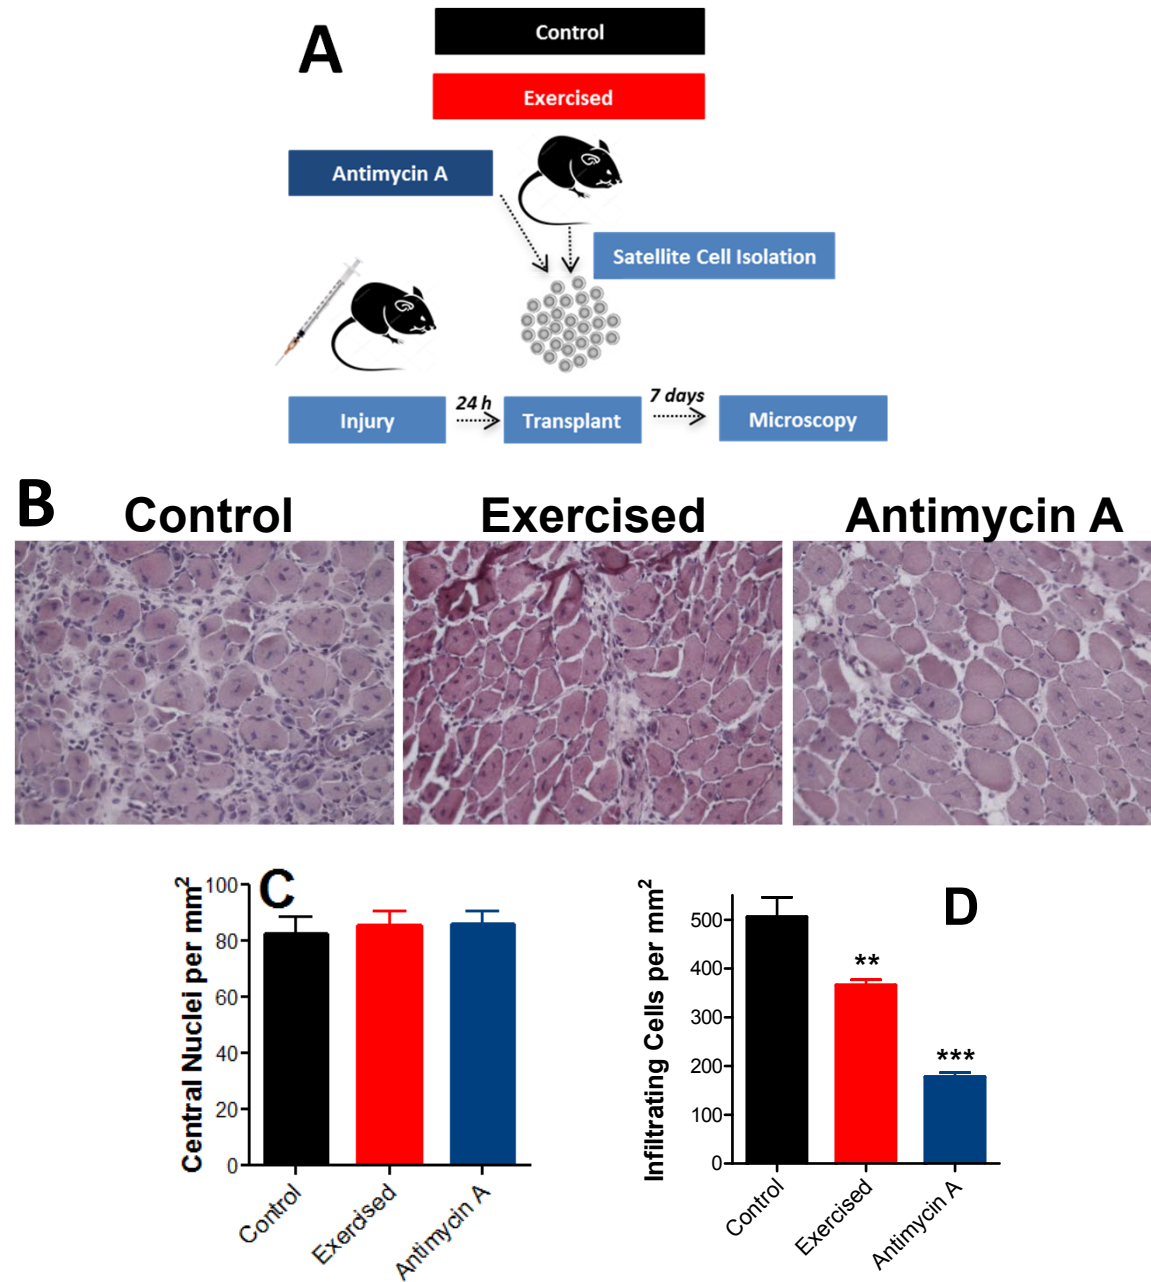 A
Control
Exercised
Antimycin A
Satellite Cell Isolation
Injury
24 h
Transplant
7 days
Microscopy
B
Control
Exercised
Antimycin A
C
Central Nuclei per mm²
100
80
60
40
20
0
Control
Exercised
Antimycin A
D
Infiltrating Cells per mm²
500
400
300
200
100
0
**
***
Control
Exercised
Antimycin A